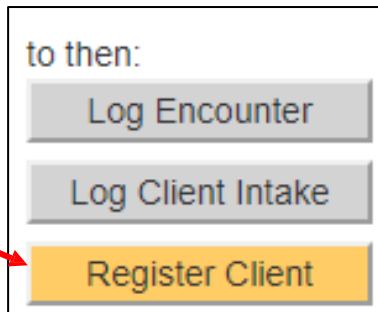 to then:
Log Encounter
Log Client Intake
Register Client